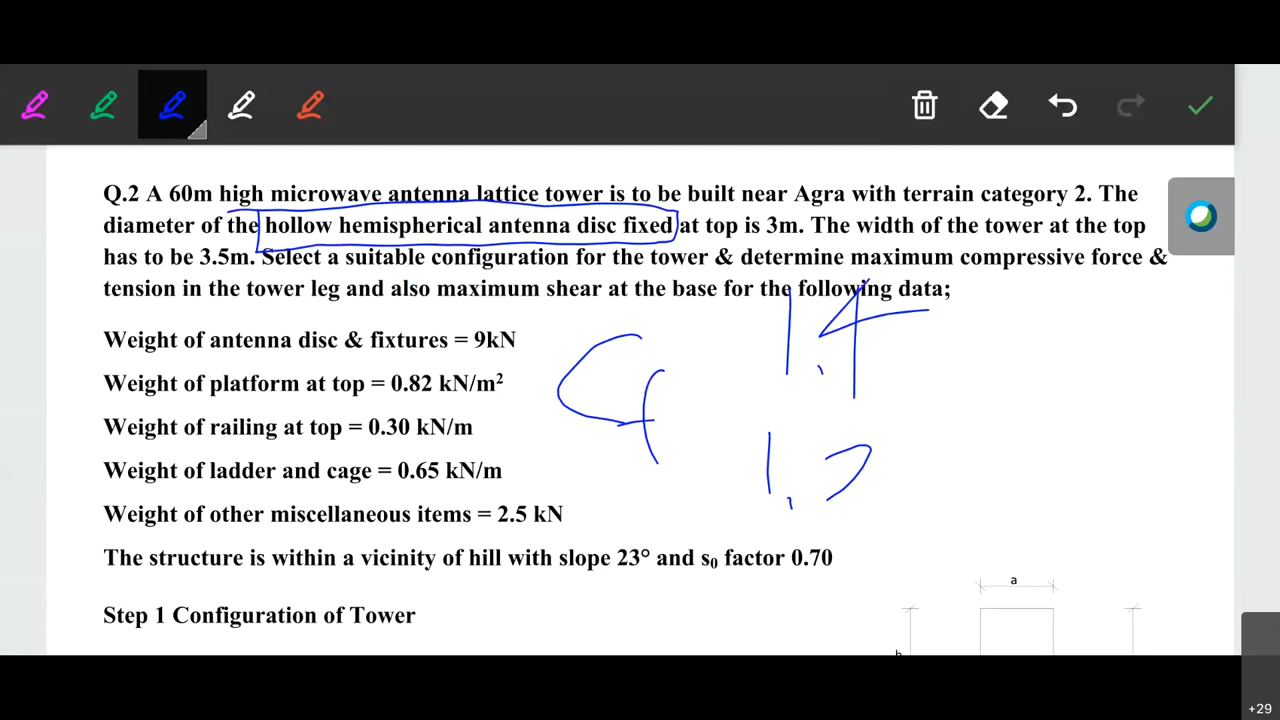 Q.2 A 60m high microwave antenna lattice tower is to be built near Agra with terrain category 2. The
diameter of the hollow hemispherical antenna disc fixed at top is 3m. The width of the tower at the top
has to be 3.5m. Select a suitable configuration for the tower & determine maximum compressive force &
tension in the tower leg and also maximum shear at the base for the following data;
1.4
Weight of antenna disc & fixtures = 9kN
Weight of platform at top = 0.82 kN/m²
Cf
Weight of railing at top = 0.30 kN/m
Weight of ladder and cage = 0.65 kN/m
Weight of other miscellaneous items = 2.5 kN
The structure is within a vicinity of hill with slope 23° and s₀ factor 0.70
a
Step 1 Configuration of Tower
+29